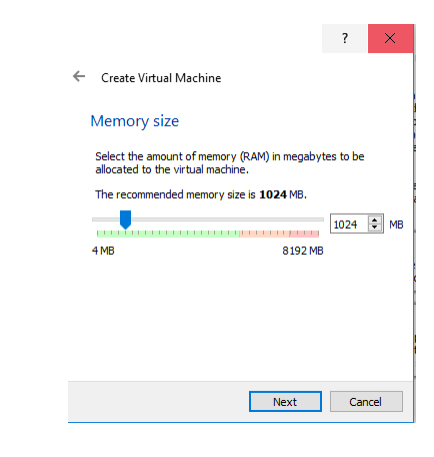 ?
Create Virtual Machine
Memory size
Select the amount of memory (RAM) in megabytes to be
allocated to the virtual machine.
The recommended memory size is 1024 MB.
1024 MB
4 MB 8192 MB
Next Cancel